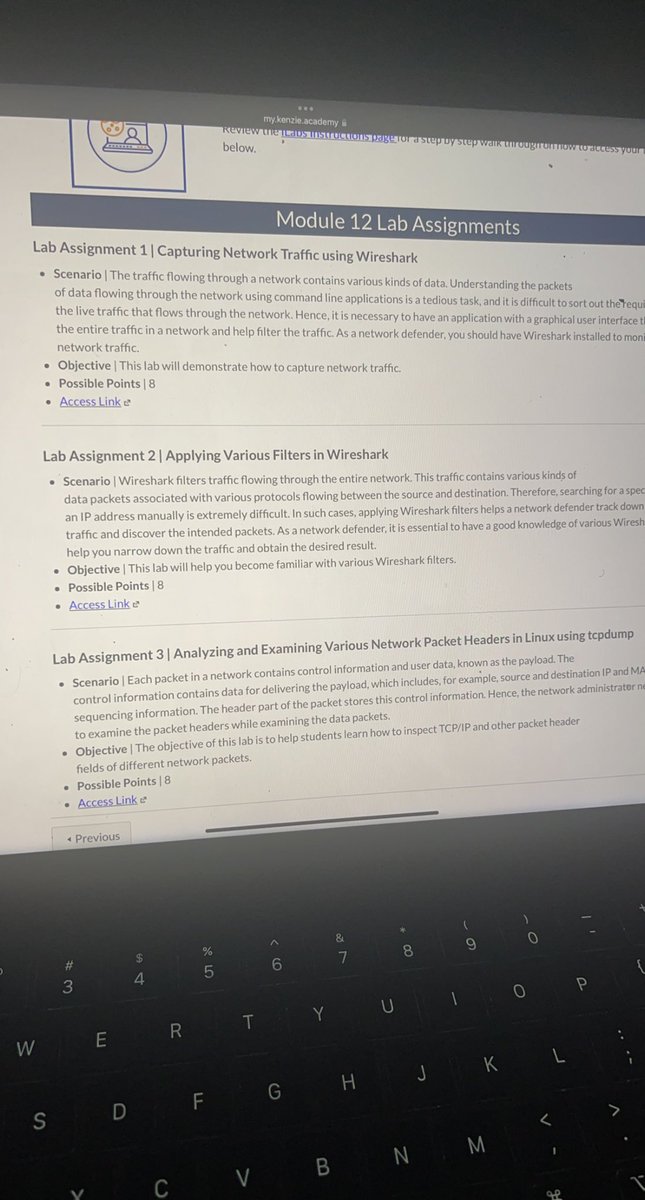 my.kenzie.academy
Review the iLabs Instructions page for a step by step walk through on how to access your
below.
Module 12 Lab Assignments
Lab Assignment 1 | Capturing Network Traffic using Wireshark
• Scenario | The traffic flowing through a network contains various kinds of data. Understanding the packets
of data flowing through the network using command line applications is a tedious task, and it is difficult to sort out the requi
the live traffic that flows through the network. Hence, it is necessary to have an application with a graphical user interface t
the entire traffic in a network and help filter the traffic. As a network defender, you should have Wireshark installed to moni
network traffic.
• Objective | This lab will demonstrate how to capture network traffic.
• Possible Points | 8
• Access Link
Lab Assignment 2 | Applying Various Filters in Wireshark
• Scenario | Wireshark filters traffic flowing through the entire network. This traffic contains various kinds of
data packets associated with various protocols flowing between the source and destination. Therefore, searching for a spec
an IP address manually is extremely difficult. In such cases, applying Wireshark filters helps a network defender track down
traffic and discover the intended packets. As a network defender, it is essential to have a good knowledge of various Wiresh
help you narrow down the traffic and obtain the desired result.
• Objective | This lab will help you become familiar with various Wireshark filters.
• Possible Points | 8
• Access Link
Lab Assignment 3 | Analyzing and Examining Various Network Packet Headers in Linux using tcpdump
• Scenario | Each packet in a network contains control information and user data, known as the payload. The
control information contains data for delivering the payload, which includes, for example, source and destination IP and MA
sequencing information. The header part of the packet stores this control information. Hence, the network administrator ne
to examine the packet headers while examining the data packets.
• Objective | The objective of this lab is to help students learn how to inspect TCP/IP and other packet header
fields of different network packets.
• Possible Points | 8
• Access Link
Previous
# $ % ^ & * ( ) _
3 4 5 6 7 8 9 0 -
W E R T Y U I O P {
S D F G H J K L : ;
C V B N M < , > .
⌘